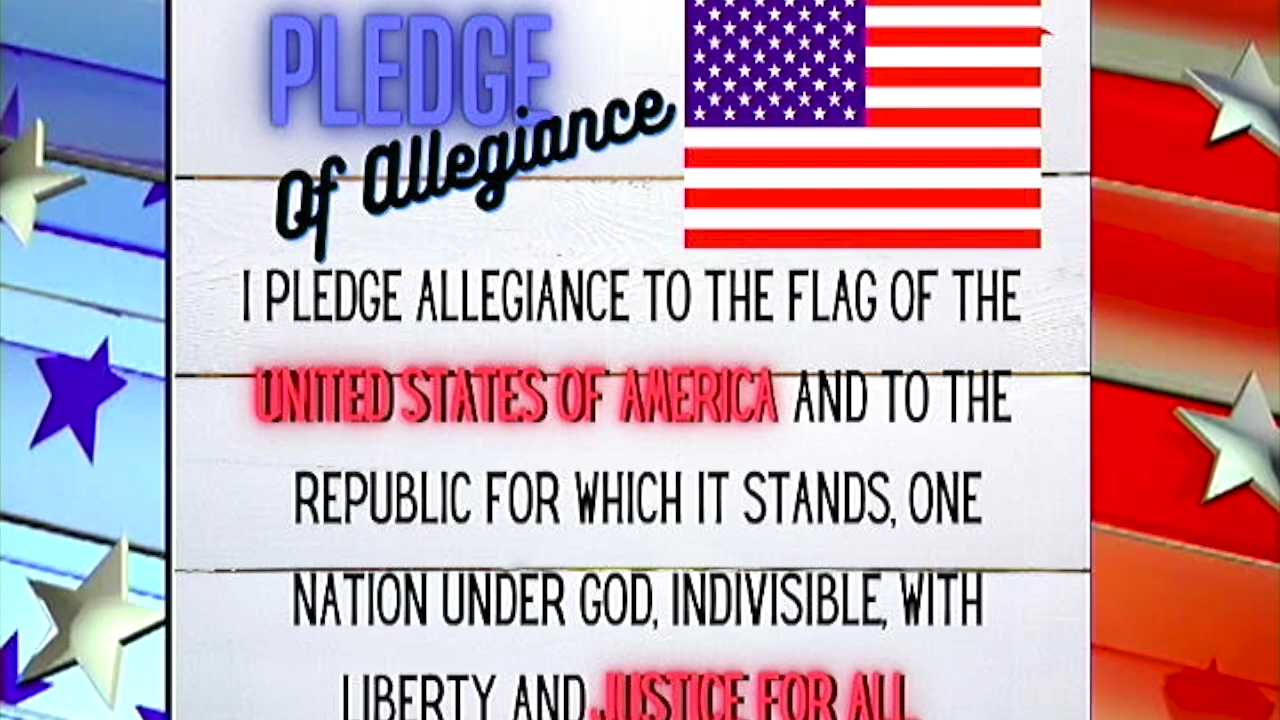 PLEDGE
Of Allegiance
I PLEDGE ALLEGIANCE TO THE FLAG OF THE
UNITED STATES OF AMERICA AND TO THE
REPUBLIC FOR WHICH IT STANDS, ONE
NATION UNDER GOD, INDIVISIBLE, WITH
LIBERTY AND JUSTICE FOR ALL